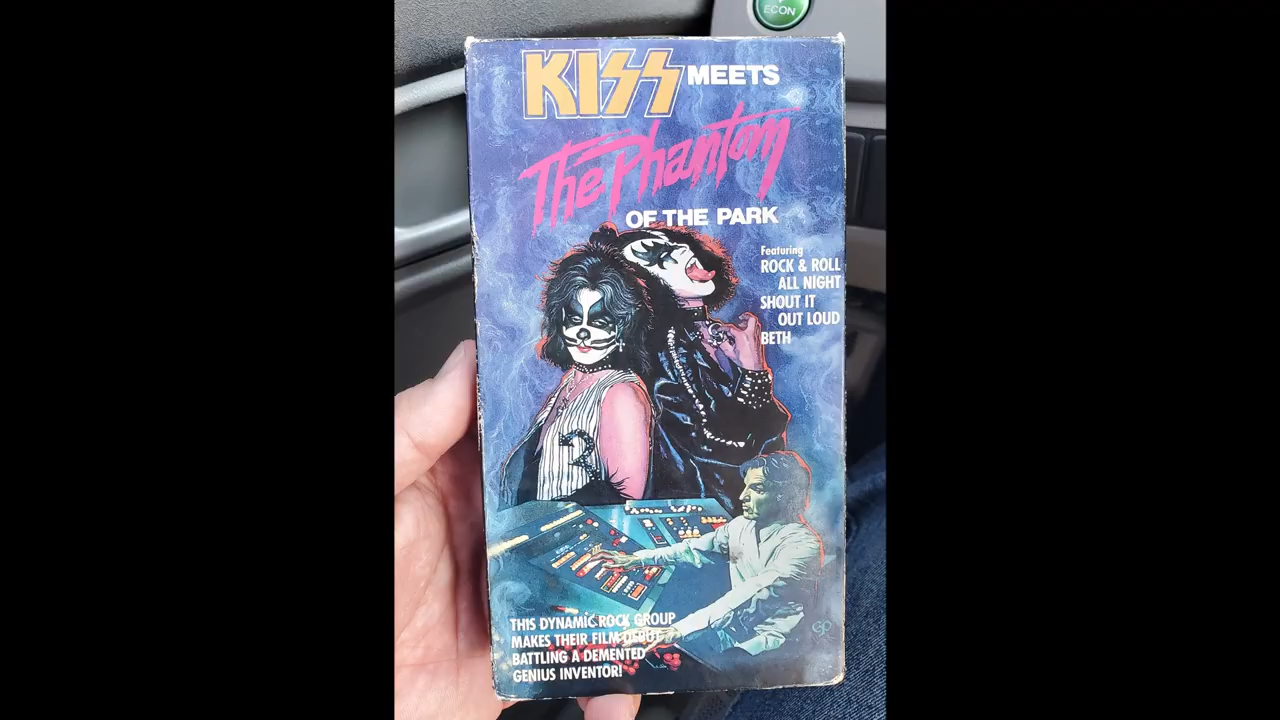 ECON
KISS MEETS
The Phantom
OF THE PARK
Featuring
ROCK & ROLL
ALL NIGHT
SHOUT IT
OUT LOUD
BETH
THIS DYNAMIC ROCK GROUP
MAKES THEIR FILM DEBUT
BATTLING A DEMENTED
GENIUS INVENTOR!